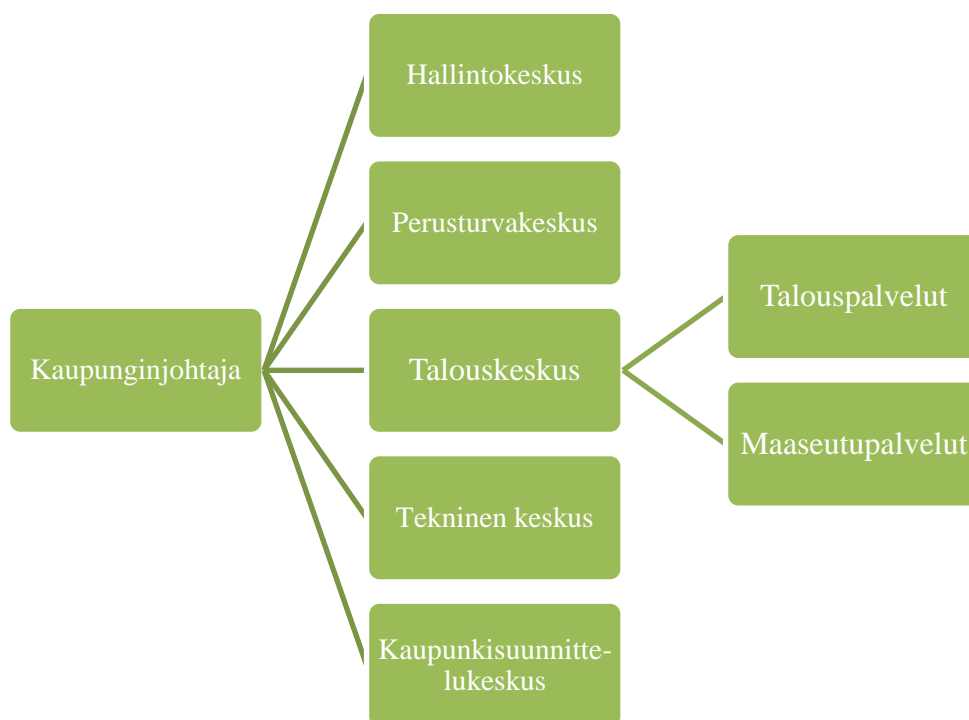 Hallintokeskus
Perusturvakeskus
Talouspalvelut
Kaupunginjohtaja
Talouskeskus
Maaseutupalvelut
Tekninen keskus
Kaupunkisuunnitte-
lukeskus